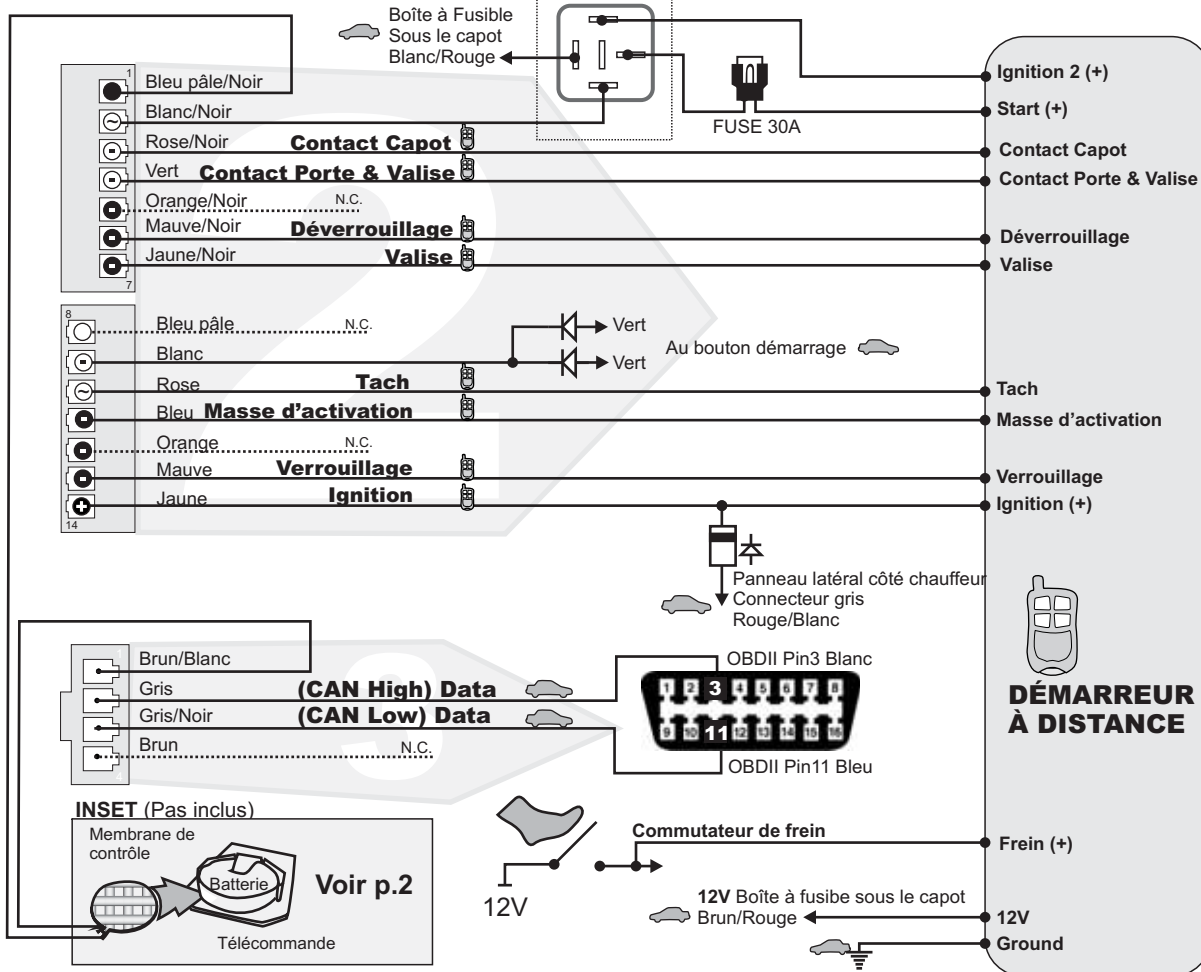 Boîte à Fusible
Sous le capot
Blanc/Rouge
FUSE 30A
Ignition 2 (+)
Start (+)
Contact Capot
Contact Porte & Valise
Déverrouillage
Valise
1
Bleu pâle/Noir
Blanc/Noir
Rose/Noir Contact Capot
Vert Contact Porte & Valise
Orange/Noir N.C.
Mauve/Noir Déverrouillage
Jaune/Noir Valise
7
2
8
Bleu pâle N.C.
Blanc
Vert
Vert
Au bouton démarrage
Rose Tach
Bleu Masse d'activation
Orange N.C.
Mauve Verrouillage
Jaune Ignition
14
Tach
Masse d'activation
Verrouillage
Ignition (+)
Panneau latéral côté chauffeur
Connecteur gris
Rouge/Blanc
DÉMARREUR
À DISTANCE
1
Brun/Blanc
Gris (CAN High) Data
Gris/Noir (CAN Low) Data
Brun N.C.
4
3
OBDII Pin3 Blanc
1 2 3 4 5 6 7 8
9 10 11 12 13 14 15 16
OBDII Pin11 Bleu
INSET (Pas inclus)
Membrane de
contrôle
Batterie
Voir p.2
Télécommande
12V
Commutateur de frein
Frein (+)
12V Boîte à fusibe sous le capot
Brun/Rouge
12V
Ground